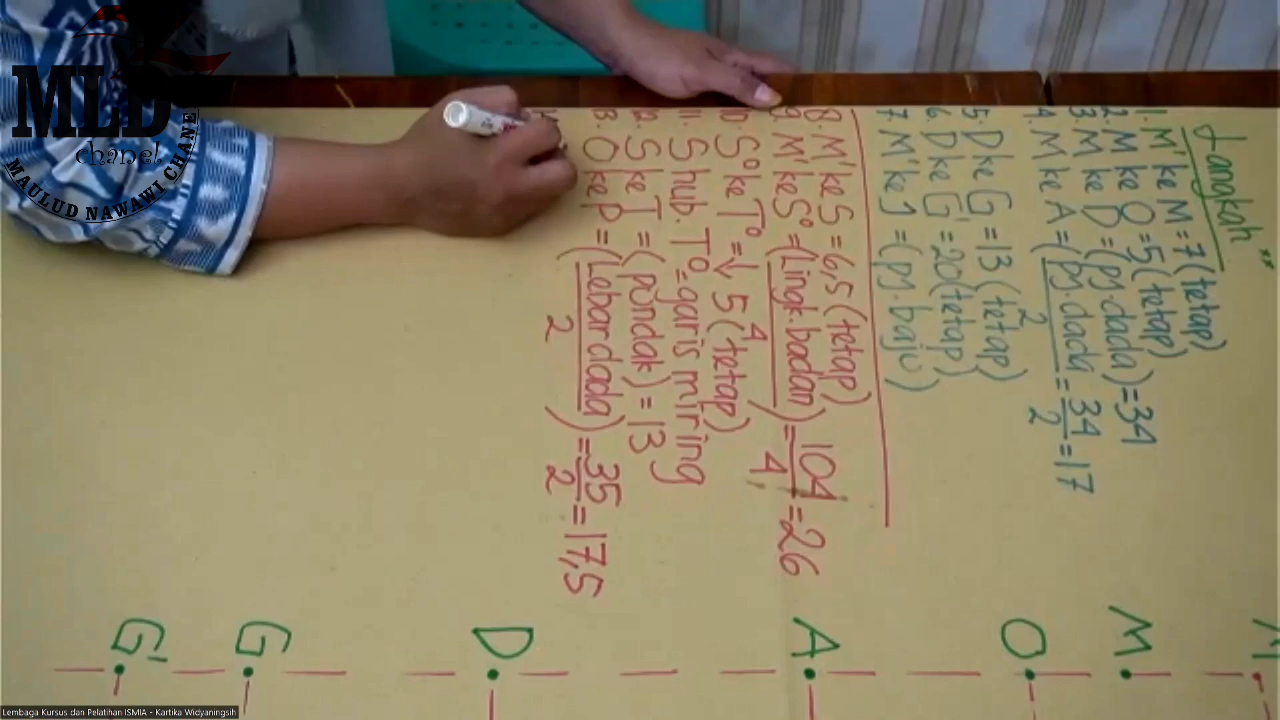 Langkah"
1. M' ke M = 7 (tetap)
2. M ke O = 5 (tetap)
3 M ke D = (pj. dada) = 34
4. M ke A = (pj. dada / 2) = 34/2 = 17
5 D ke G = 13 (tetap)
6 D ke G' = 20 (tetap)
7 M ke J = (pj. baju)
8. M' ke S = 6,5 (tetap)
9 M' ke S° = (Lingk. badan / 4) = 104/4 = 26
10. S° ke T° = ↓ 5 (tetap)
11. S hub. T° = garis miring
12. S ke T = (pundak) = 13
13. O ke P = (Lebar dada / 2) = 35/2 = 17,5
M
O
A
D
G
G'
MLD
chanel
MAULUD NAWAWI CHANE
Lembaga Kursus dan Pelatihan ISMIA - Kartika Widyaningsih